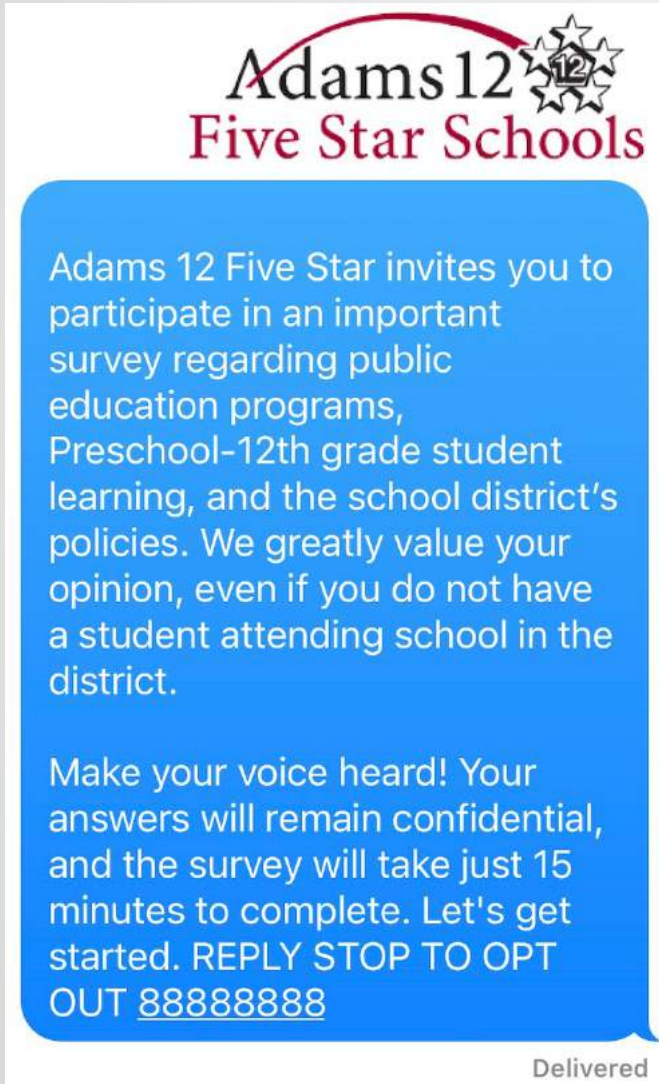 Adams 12
12
Five Star Schools
Adams 12 Five Star invites you to
participate in an important
survey regarding public
education programs,
Preschool-12th grade student
learning, and the school district’s
policies. We greatly value your
opinion, even if you do not have
a student attending school in the
district.
Make your voice heard! Your
answers will remain confidential,
and the survey will take just 15
minutes to complete. Let's get
started. REPLY STOP TO OPT
OUT 88888888
Delivered